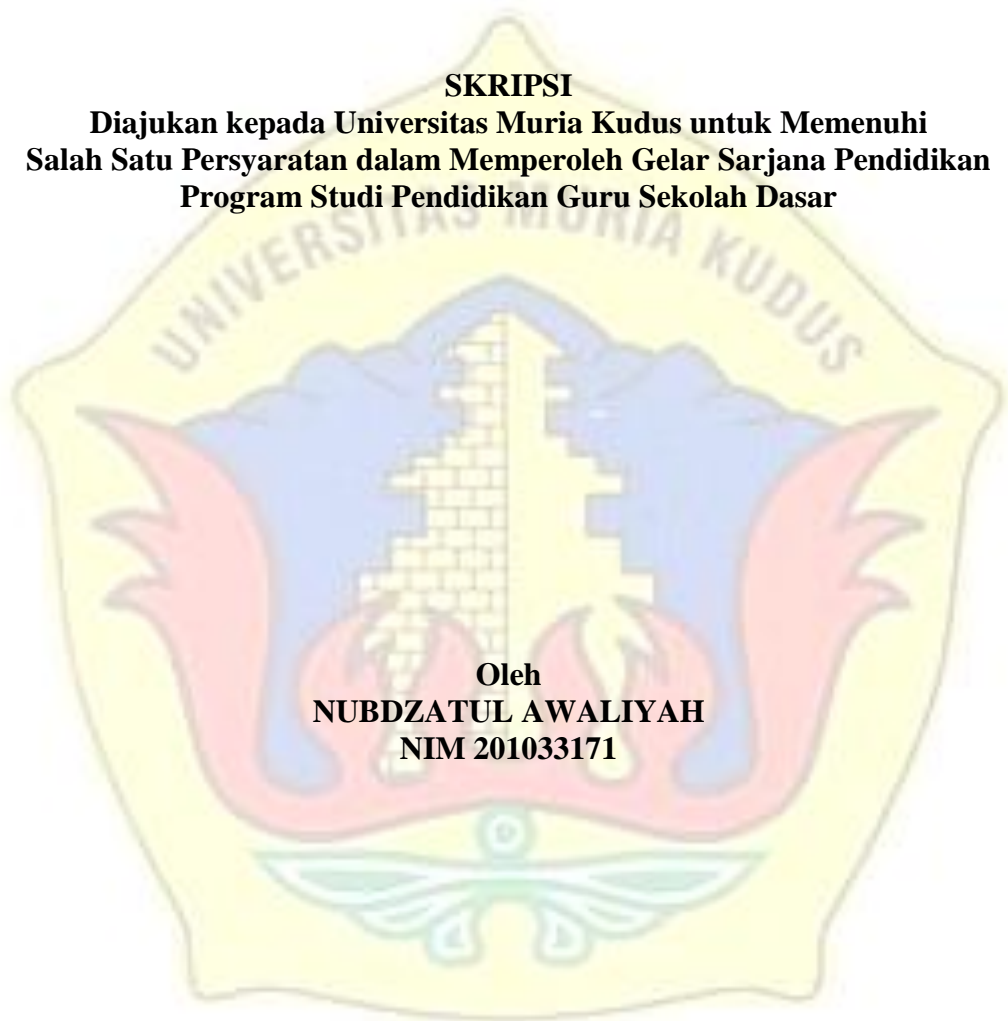 SKRIPSI
Diajukan kepada Universitas Muria Kudus untuk Memenuhi
Salah Satu Persyaratan dalam Memperoleh Gelar Sarjana Pendidikan
Program Studi Pendidikan Guru Sekolah Dasar
UNIVERSITAS MURIA KUDUS
Oleh
NUBDZATUL AWALIYAH
NIM 201033171